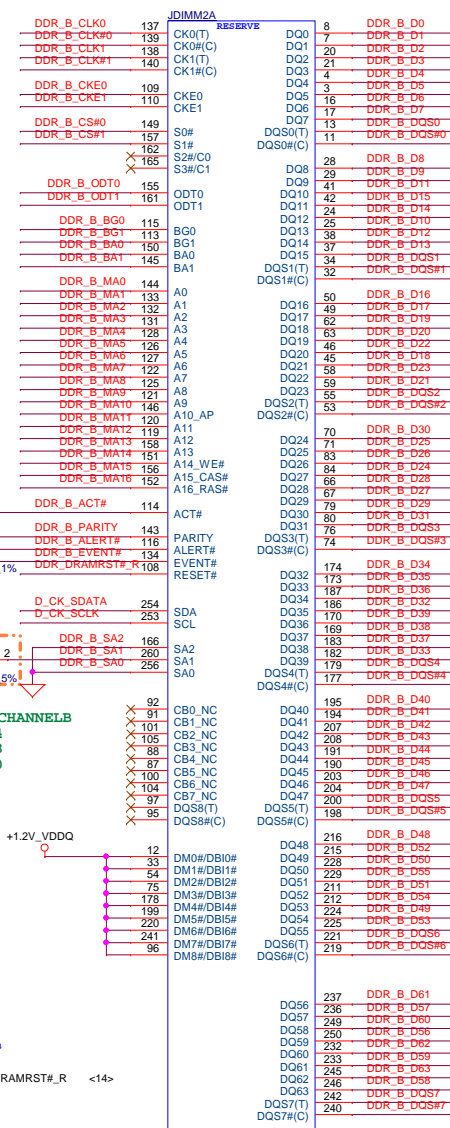 JDIMM2A
RESERVE
DDR_B_CLK0 137 CK0(T)
DDR_B_CLK#0 139 CK0#(C)
DDR_B_CLK1 138 CK1(T)
DDR_B_CLK#1 140 CK1#(C)
DDR_B_CKE0 109 CKE0
DDR_B_CKE1 110 CKE1
DDR_B_CS#0 149 S0#
DDR_B_CS#1 157 S1#
162 S2#/C0
165 S3#/C1
DDR_B_ODT0 155 ODT0
DDR_B_ODT1 161 ODT1
DDR_B_BG0 115 BG0
DDR_B_BG1 113 BG1
DDR_B_BA0 150 BA0
DDR_B_BA1 145 BA1
DDR_B_MA0 144 A0
DDR_B_MA1 133 A1
DDR_B_MA2 132 A2
DDR_B_MA3 131 A3
DDR_B_MA4 128 A4
DDR_B_MA5 126 A5
DDR_B_MA6 127 A6
DDR_B_MA7 122 A7
DDR_B_MA8 125 A8
DDR_B_MA9 121 A9
DDR_B_MA10 146 A10_AP
DDR_B_MA11 120 A11
DDR_B_MA12 119 A12
DDR_B_MA13 158 A13
DDR_B_MA14 151 A14_WE#
DDR_B_MA15 156 A15_CAS#
DDR_B_MA16 152 A16_RAS#
DDR_B_ACT# 114 ACT#
DDR_B_PARITY 143 PARITY
DDR_B_ALERT# 116 ALERT#
DDR_B_EVENT# 134 EVENT#
1% DDR_DRAMRST#_R 108 RESET#
D_CK_SDATA 254 SDA
D_CK_SCLK 253 SCL
DDR_B_SA2 166 SA2
2 DDR_B_SA1 260 SA1
5% DDR_B_SA0 256 SA0
CHANNELB
92 CB0_NC
91 CB1_NC
101 CB2_NC
105 CB3_NC
88 CB4_NC
87 CB5_NC
100 CB6_NC
104 CB7_NC
97 DQS8(T)
95 DQS8#(C)
+1.2V_VDDQ
12 DM0#/DBI0#
33 DM1#/DBI1#
54 DM2#/DBI2#
75 DM3#/DBI3#
178 DM4#/DBI4#
199 DM5#/DBI5#
220 DM6#/DBI6#
241 DM7#/DBI7#
96 DM8#/DBI8#
RAMRST#_R <14>
DQ0 8 DDR_B_D0
DQ1 7 DDR_B_D1
DQ2 20 DDR_B_D2
DQ3 21 DDR_B_D3
DQ4 4 DDR_B_D4
DQ5 3 DDR_B_D5
DQ6 16 DDR_B_D6
DQ7 17 DDR_B_D7
DQS0(T) 13 DDR_B_DQS0
DQS0#(C) 11 DDR_B_DQS#0
DQ8 28 DDR_B_D8
DQ9 29 DDR_B_D9
DQ10 41 DDR_B_D11
DQ11 42 DDR_B_D15
DQ12 24 DDR_B_D14
DQ13 25 DDR_B_D10
DQ14 38 DDR_B_D12
DQ15 37 DDR_B_D13
DQS1(T) 34 DDR_B_DQS1
DQS1#(C) 32 DDR_B_DQS#1
DQ16 50 DDR_B_D16
DQ17 49 DDR_B_D17
DQ18 62 DDR_B_D19
DQ19 63 DDR_B_D20
DQ20 46 DDR_B_D22
DQ21 45 DDR_B_D18
DQ22 58 DDR_B_D23
DQ23 59 DDR_B_D21
DQS2(T) 55 DDR_B_DQS2
DQS2#(C) 53 DDR_B_DQS#2
DQ24 70 DDR_B_D30
DQ25 71 DDR_B_D25
DQ26 83 DDR_B_D26
DQ27 84 DDR_B_D24
DQ28 66 DDR_B_D28
DQ29 67 DDR_B_D27
DQ30 79 DDR_B_D29
DQ31 80 DDR_B_D31
DQS3(T) 76 DDR_B_DQS3
DQS3#(C) 74 DDR_B_DQS#3
DQ32 174 DDR_B_D34
DQ33 173 DDR_B_D35
DQ34 187 DDR_B_D36
DQ35 186 DDR_B_D32
DQ36 170 DDR_B_D39
DQ37 169 DDR_B_D38
DQ38 183 DDR_B_D37
DQ39 182 DDR_B_D33
DQS4(T) 179 DDR_B_DQS4
DQS4#(C) 177 DDR_B_DQS#4
DQ40 195 DDR_B_D40
DQ41 194 DDR_B_D41
DQ42 207 DDR_B_D42
DQ43 208 DDR_B_D43
DQ44 191 DDR_B_D44
DQ45 190 DDR_B_D45
DQ46 203 DDR_B_D46
DQ47 204 DDR_B_D47
DQS5(T) 200 DDR_B_DQS5
DQS5#(C) 198 DDR_B_DQS#5
DQ48 216 DDR_B_D48
DQ49 215 DDR_B_D52
DQ50 228 DDR_B_D50
DQ51 229 DDR_B_D55
DQ52 211 DDR_B_D51
DQ53 212 DDR_B_D54
DQ54 224 DDR_B_D49
DQ55 225 DDR_B_D53
DQS6(T) 221 DDR_B_DQS6
DQS6#(C) 219 DDR_B_DQS#6
DQ56 237 DDR_B_D61
DQ57 236 DDR_B_D57
DQ58 249 DDR_B_D60
DQ59 250 DDR_B_D56
DQ60 232 DDR_B_D62
DQ61 233 DDR_B_D59
DQ62 245 DDR_B_D63
DQ63 246 DDR_B_D58
DQS7(T) 242 DDR_B_DQS7
DQS7#(C) 240 DDR_B_DQS#7